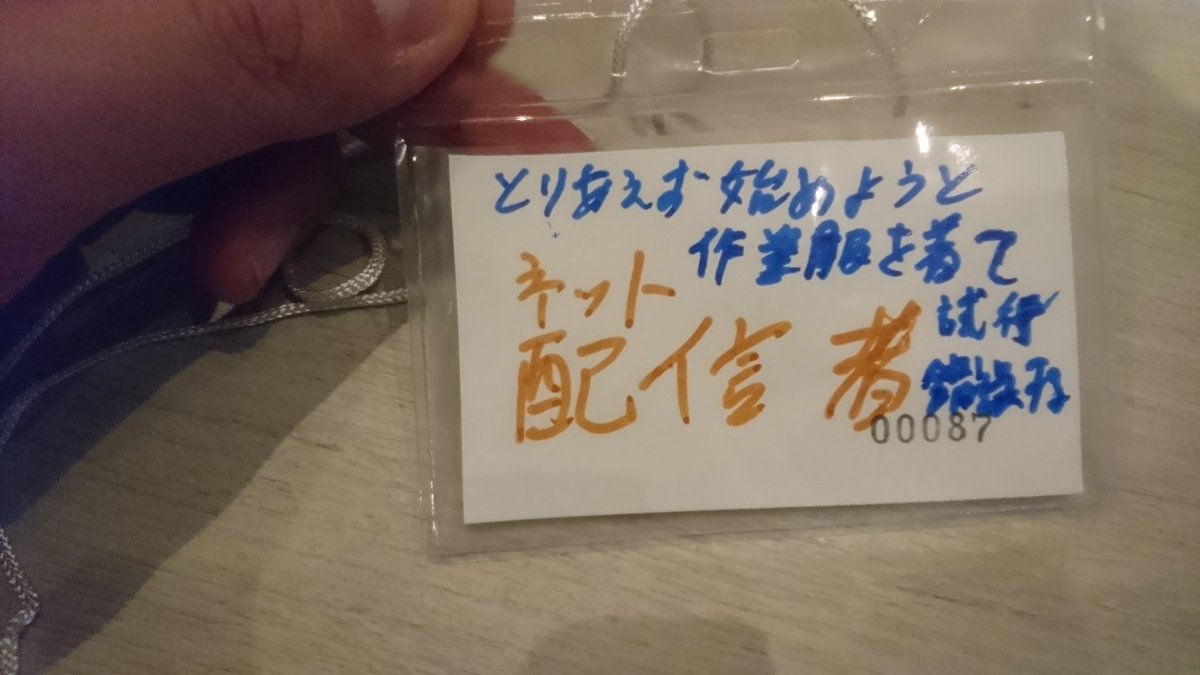 とりあえず始めようと
作業服を着て
試行
ネット
配信者
00087